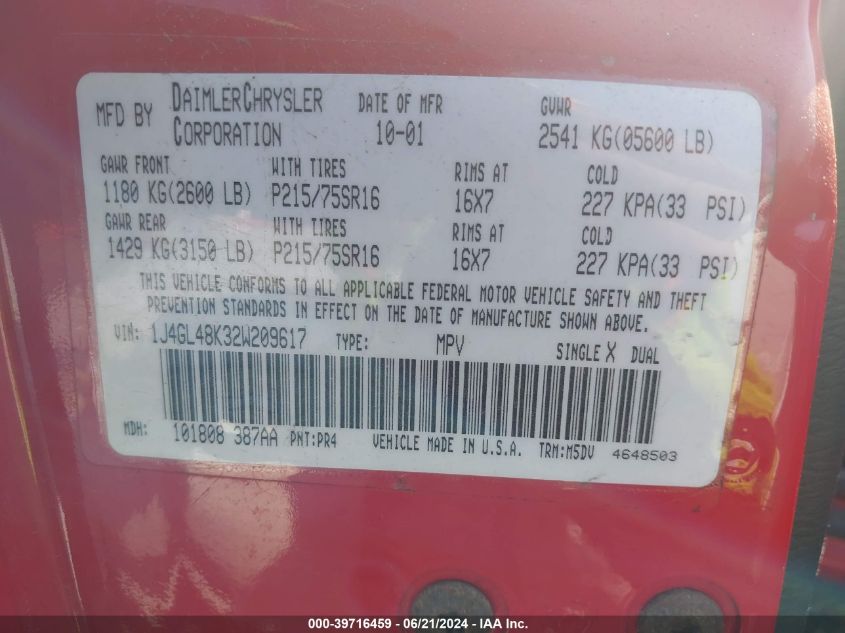 MFD BY DAIMLERCHRYSLER CORPORATION DATE OF MFR 10-01 GVWR 2541 KG(05600 LB)
GAWR FRONT WITH TIRES RIMS AT COLD
1180 KG(2600 LB) P215/75SR16 16X7 227 KPA(33 PSI)
GAWR REAR WITH TIRES RIMS AT COLD
1429 KG(3150 LB) P215/75SR16 16X7 227 KPA(33 PSI)
THIS VEHICLE CONFORMS TO ALL APPLICABLE FEDERAL MOTOR VEHICLE SAFETY AND THEFT
PREVENTION STANDARDS IN EFFECT ON THE DATE OF MANUFACTURE SHOWN ABOVE.
VIN: 1J4GL48K32W209617 TYPE: MPV SINGLE X DUAL
MDH: 101808 387AA PNT:PR4 VEHICLE MADE IN U.S.A. TRM:M5DV 4648503
000-39716459 - 06/21/2024 - IAA Inc.